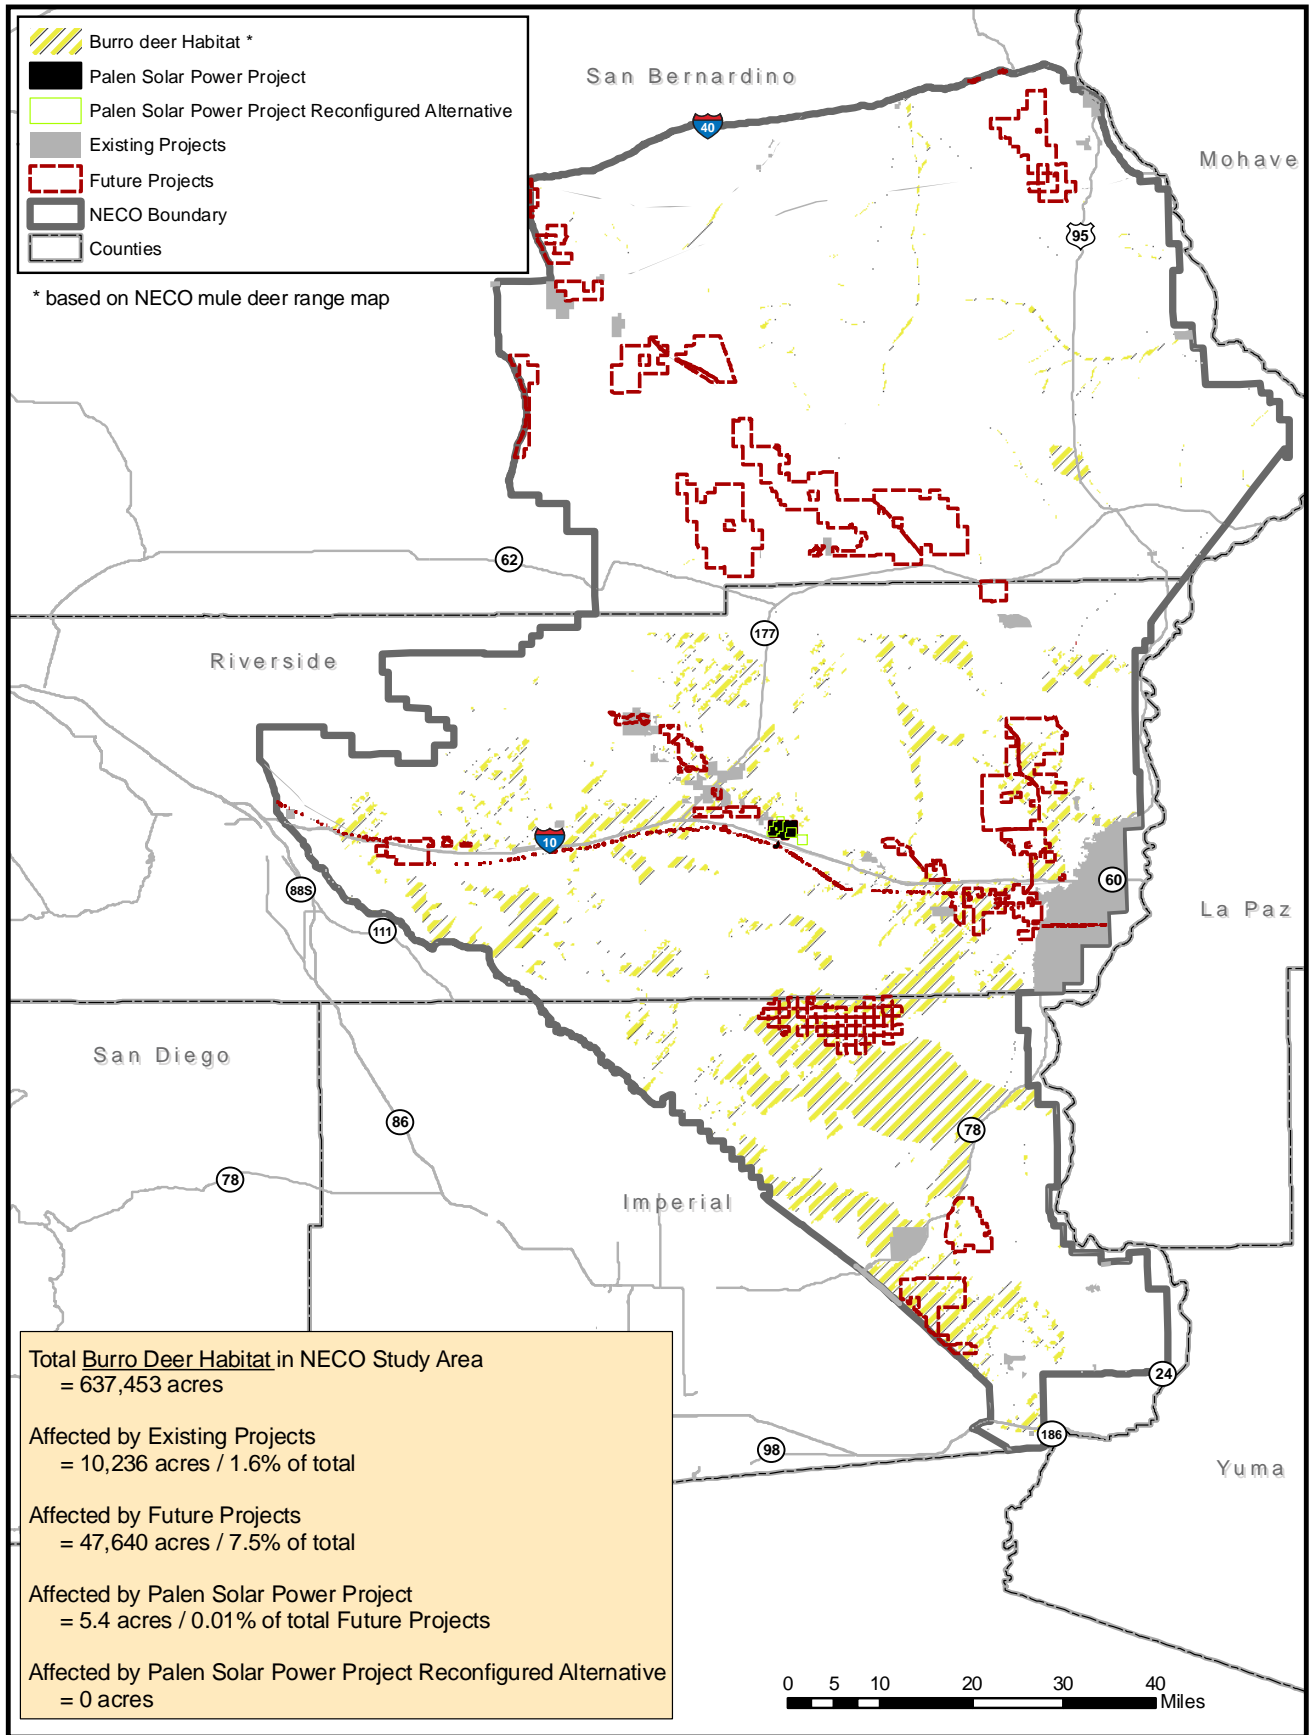 Burro deer Habitat *
Palen Solar Power Project
Palen Solar Power Project Reconfigured Alternative
Existing Projects
Future Projects
NECO Boundary
Counties
* based on NECO mule deer range map
San Bernardino
40
Mohave
95
62
177
Riverside
10
88S
60
111
La Paz
San Diego
86
78
78
Imperial
24
186
98
Yuma
Total Burro Deer Habitat in NECO Study Area
= 637,453 acres
Affected by Existing Projects
= 10,236 acres / 1.6% of total
Affected by Future Projects
= 47,640 acres / 7.5% of total
Affected by Palen Solar Power Project
= 5.4 acres / 0.01% of total Future Projects
Affected by Palen Solar Power Project Reconfigured Alternative
= 0 acres
0 5 10 20 30 40
Miles